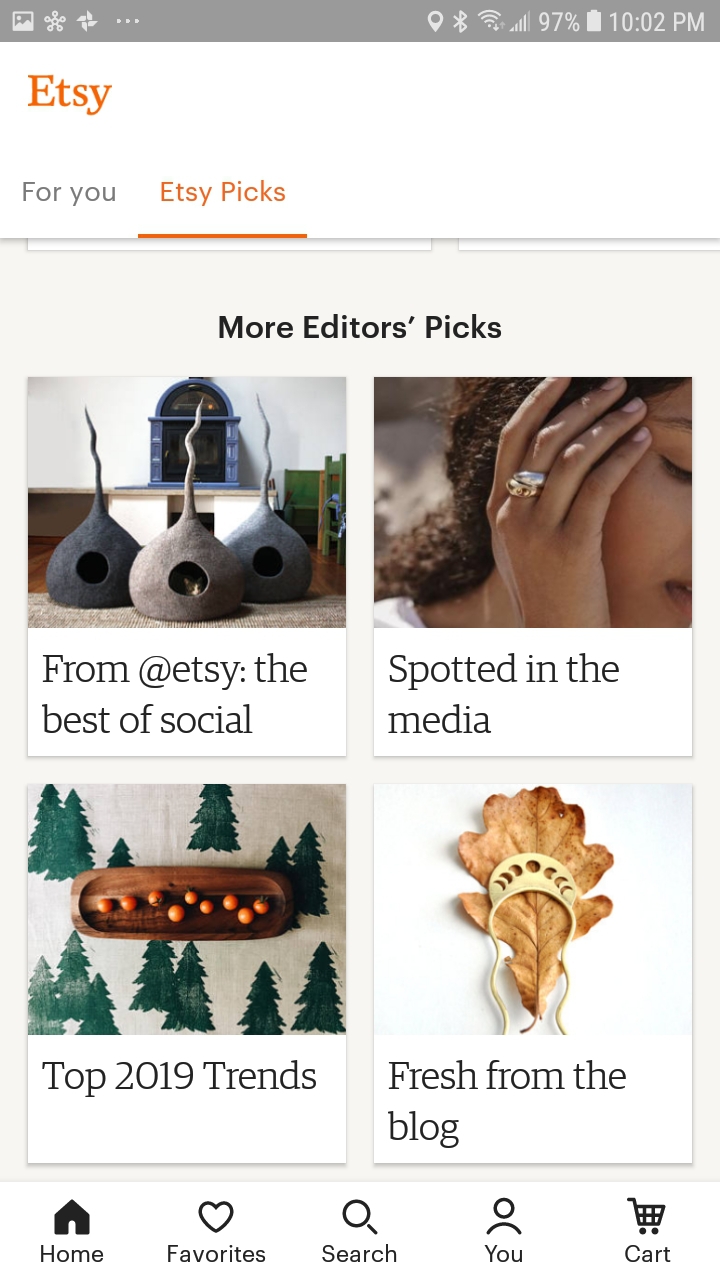 97% 10:02 PM
Etsy
For you Etsy Picks
More Editors’ Picks
From @etsy: the
best of social
Spotted in the
media
Top 2019 Trends
Fresh from the
blog
Home Favorites Search You Cart